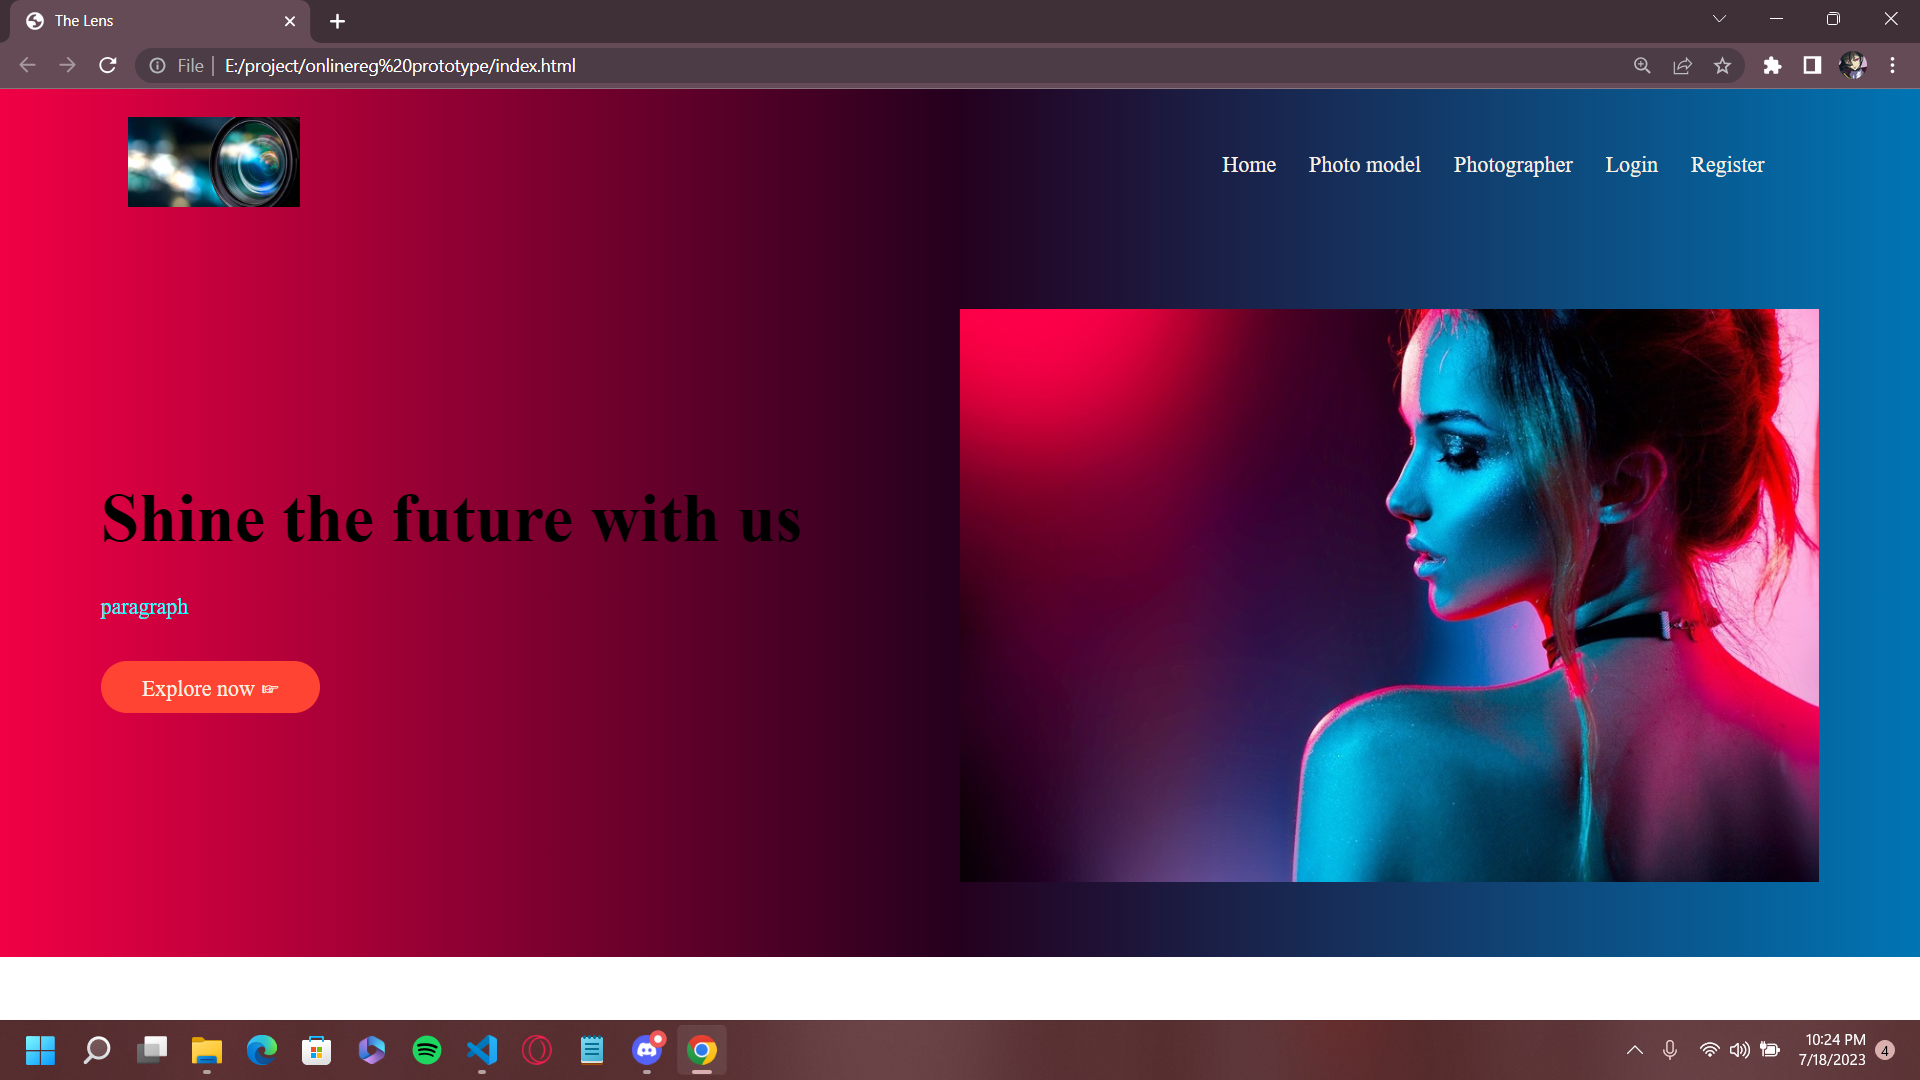 The Lens
File
E:/project/onlinereg%20prototype/index.html
Home Photo model Photographer Login Register
Shine the future with us
paragraph
Explore now ☞
10:24 PM
7/18/2023
4